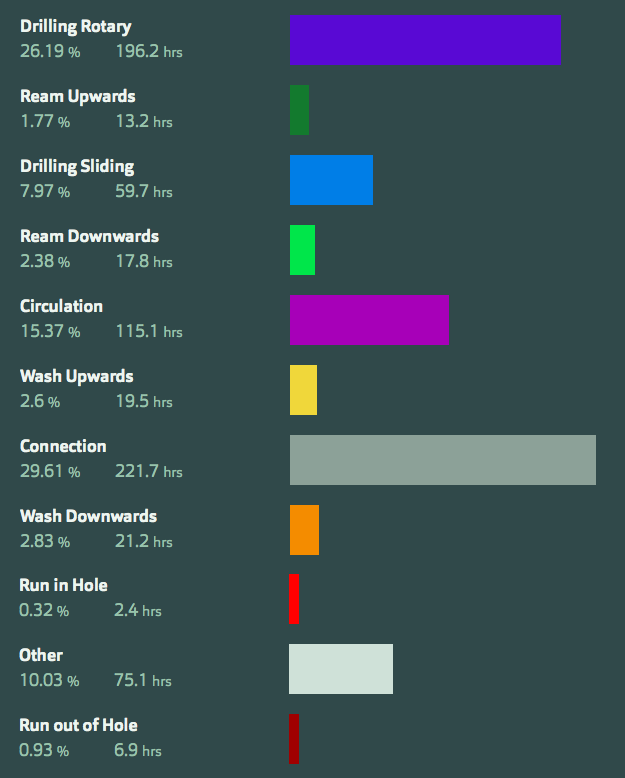 Drilling Rotary
26.19 % 196.2 hrs
Ream Upwards
1.77 % 13.2 hrs
Drilling Sliding
7.97 % 59.7 hrs
Ream Downwards
2.38 % 17.8 hrs
Circulation
15.37 % 115.1 hrs
Wash Upwards
2.6 % 19.5 hrs
Connection
29.61 % 221.7 hrs
Wash Downwards
2.83 % 21.2 hrs
Run in Hole
0.32 % 2.4 hrs
Other
10.03 % 75.1 hrs
Run out of Hole
0.93 % 6.9 hrs